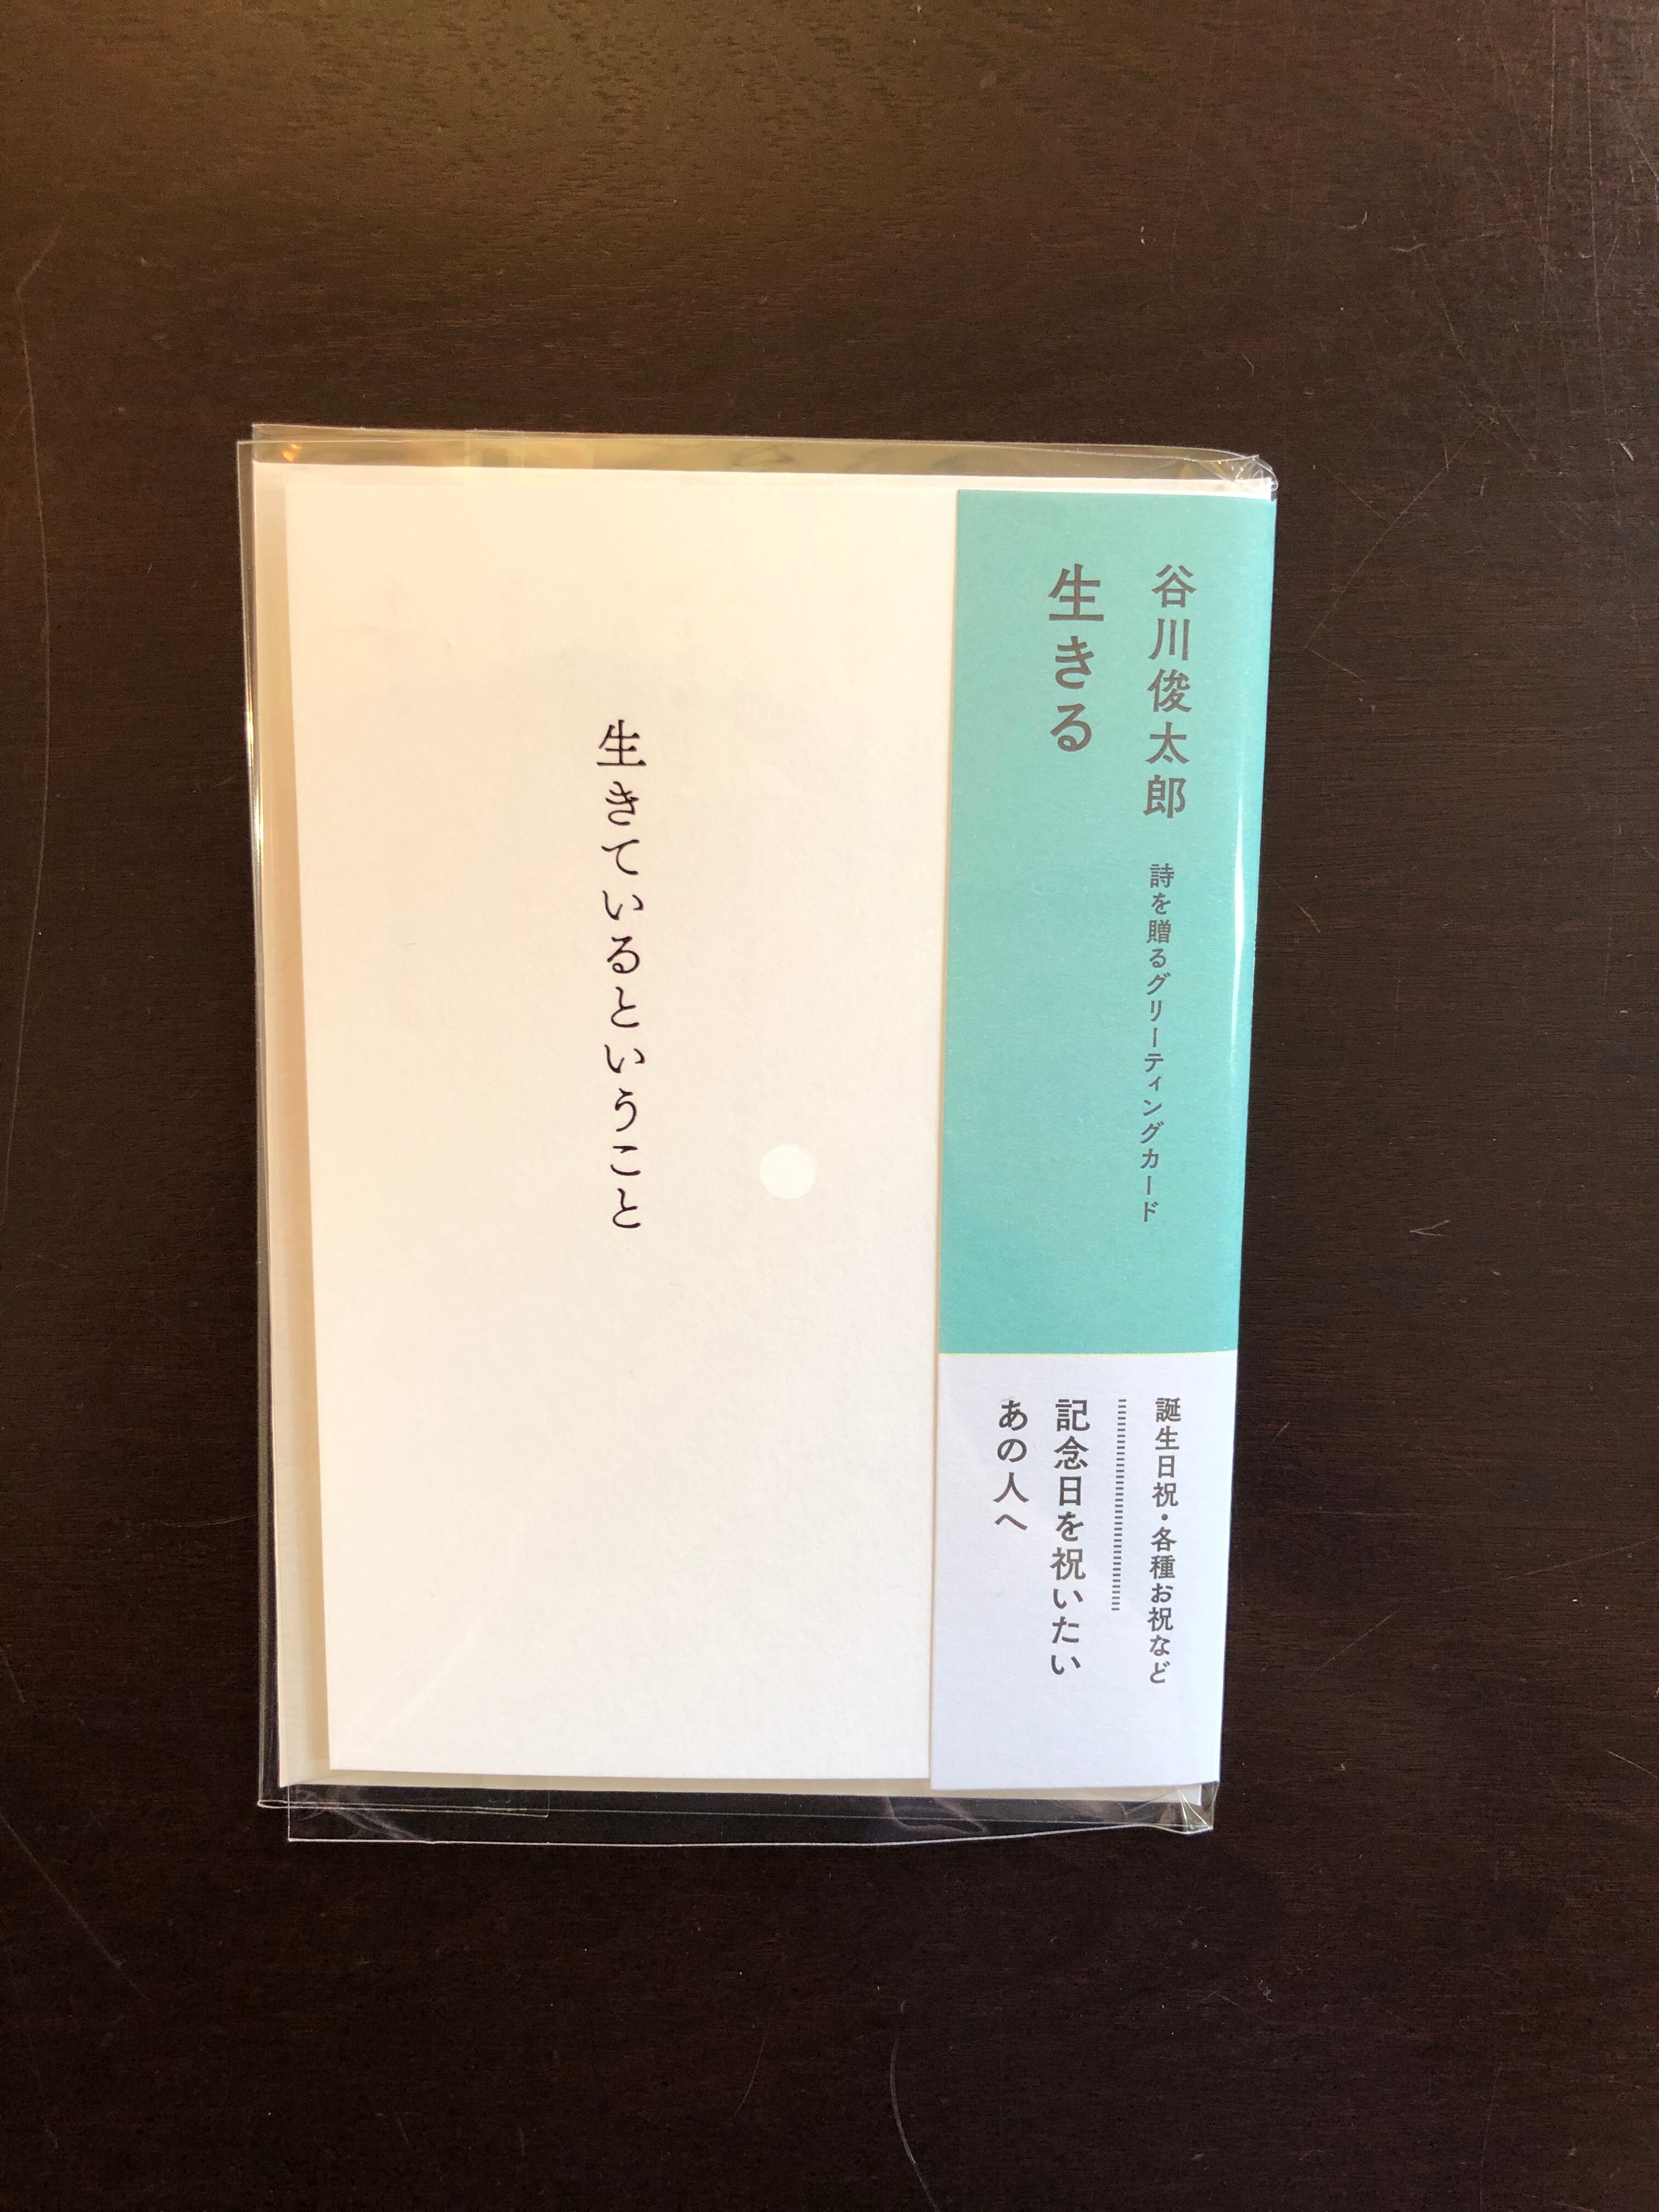 谷川俊太郎 詩を贈るグリーティングカード
生きる
誕生日祝・各種お祝など
記念日を祝いたい
あの人へ
生きているということ